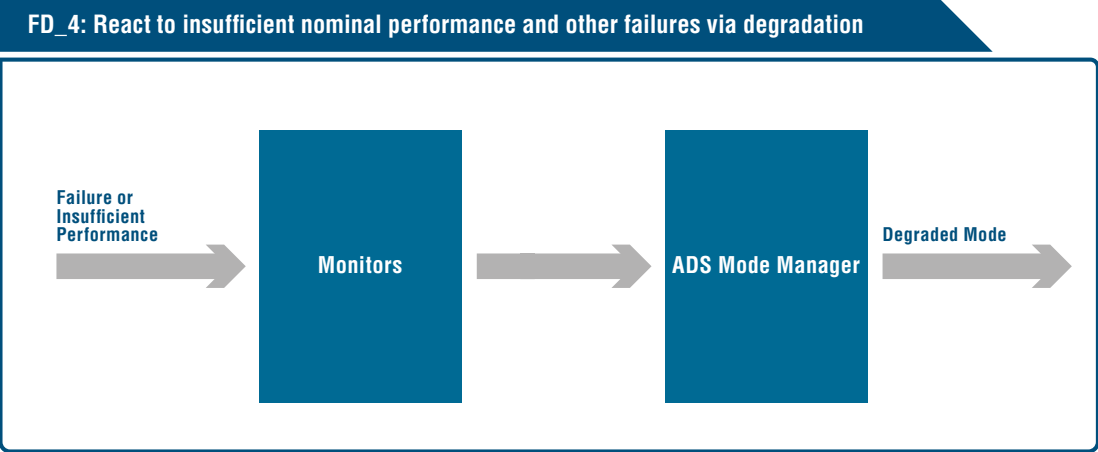 FD_4: React to insufficient nominal performance and other failures via degradation
Failure or
Insufficient
Performance
Monitors
ADS Mode Manager
Degraded Mode